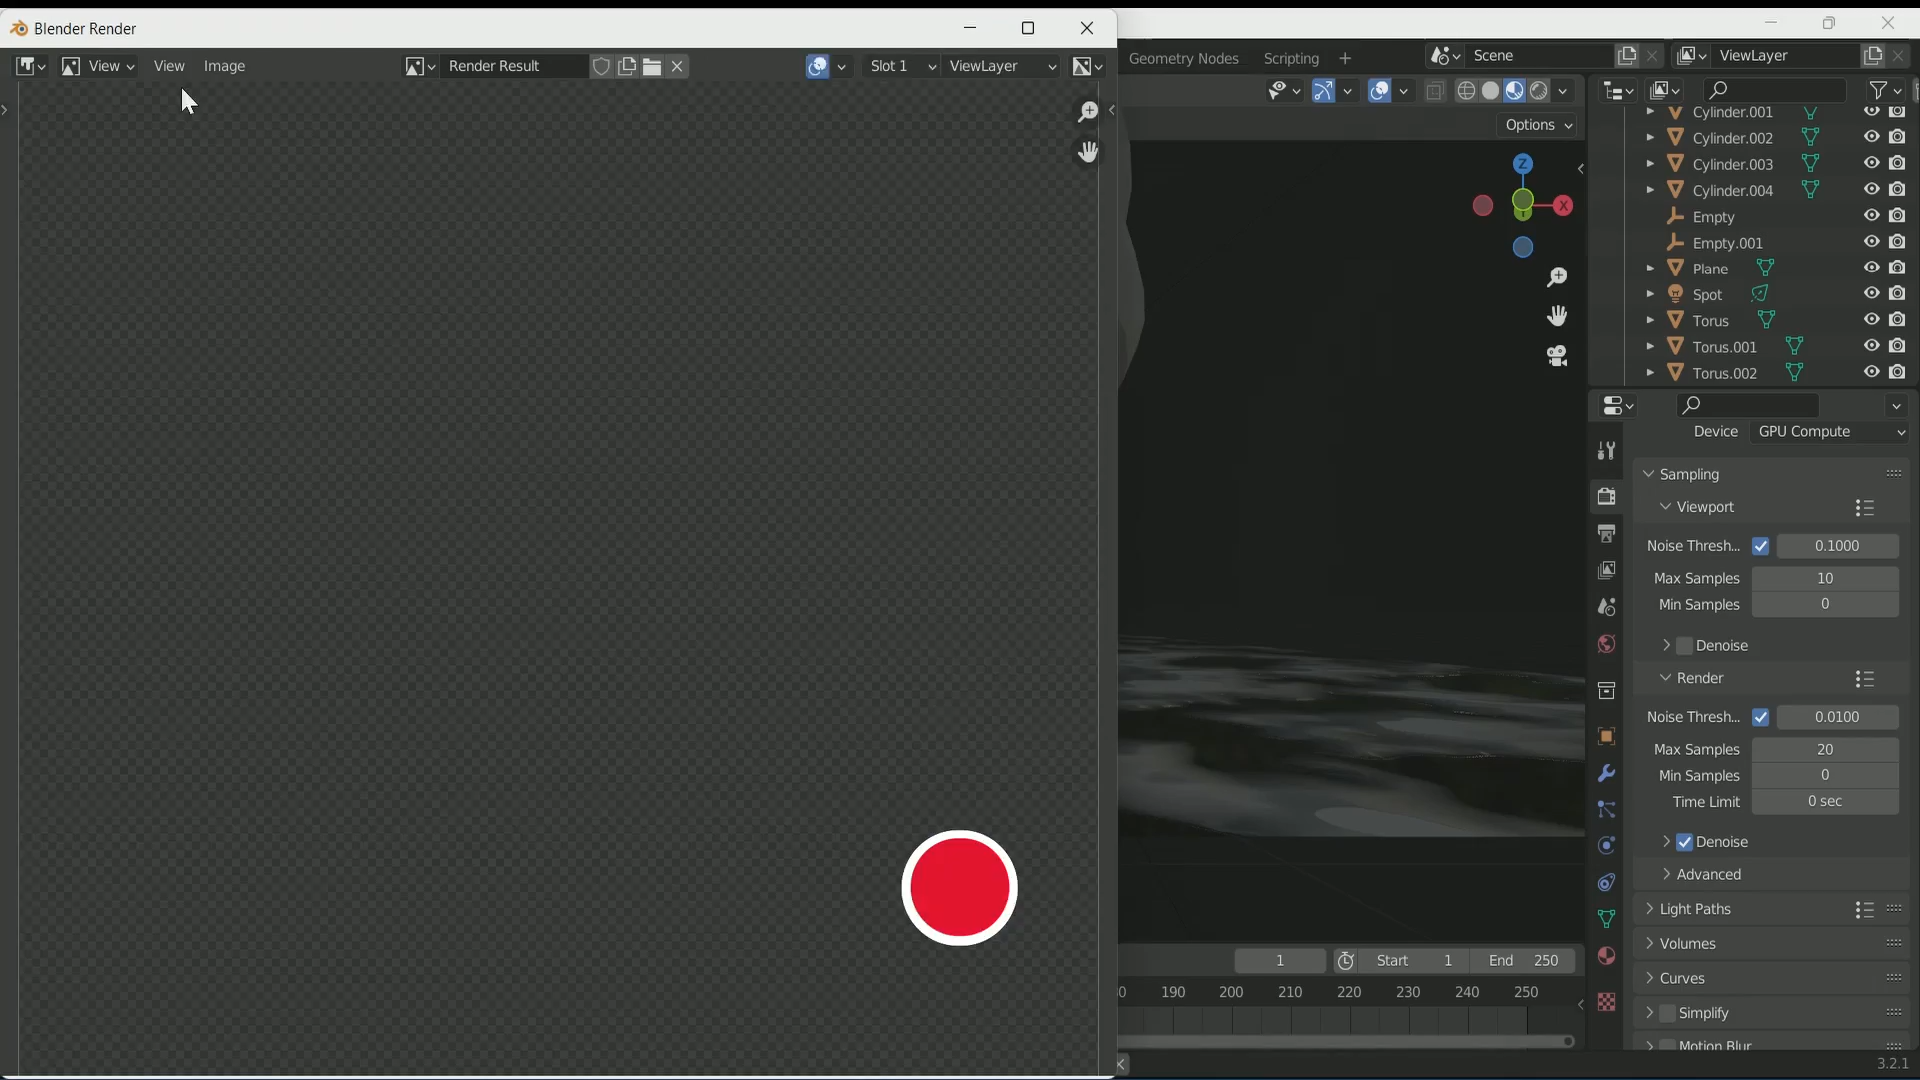 Blender Render
View
View
Image
Render Result
Slot 1
ViewLayer
Geometry Nodes
Scripting
Scene
ViewLayer
Options
Z
X
Cylinder.001
Cylinder.002
Cylinder.003
Cylinder.004
Empty
Empty.001
Plane
Spot
Torus
Torus.001
Torus.002
Device GPU Compute
Sampling
Viewport
Noise Thresh... 0.1000
Max Samples 10
Min Samples 0
Denoise
Render
Noise Thresh... 0.0100
Max Samples 20
Min Samples 0
Time Limit 0 sec
Denoise
Advanced
Light Paths
Volumes
Curves
Simplify
Motion Blur
1 Start 1 End 250
190 200 210 220 230 240 250
3.2.1